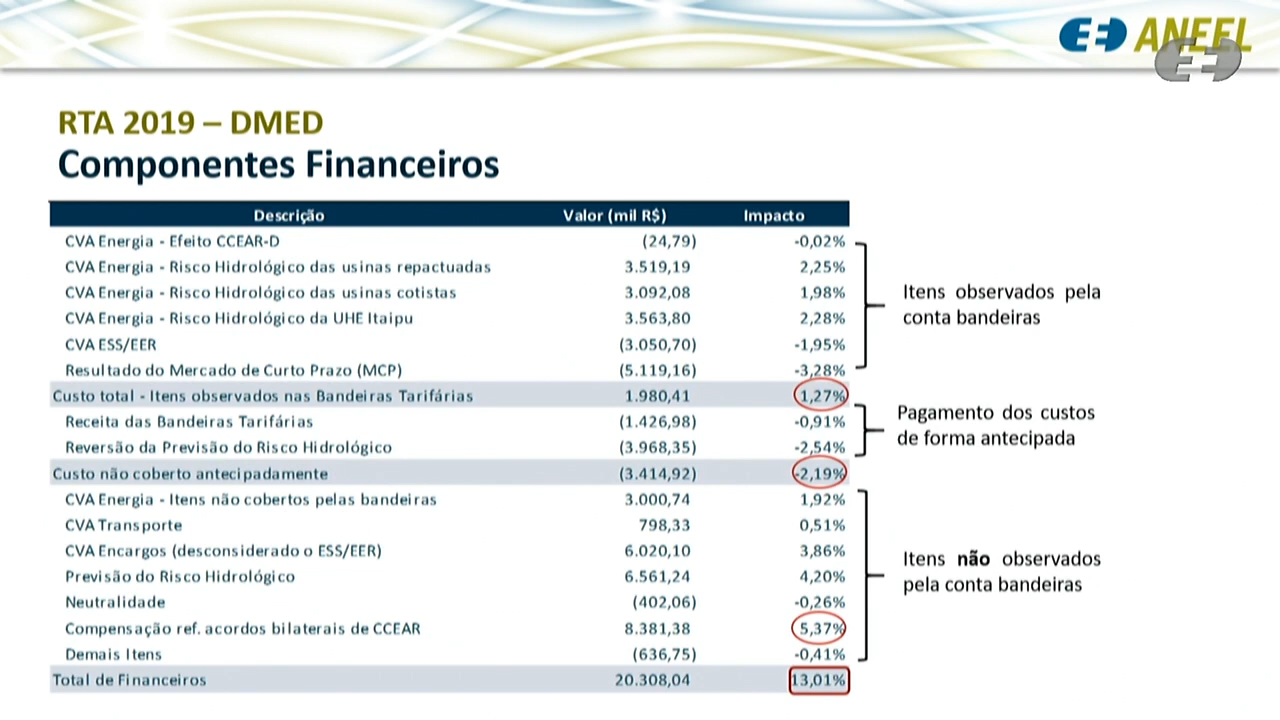 ANEEL
RTA 2019 – DMED
Componentes Financeiros
Descrição Valor (mil R$) Impacto
CVA Energia - Efeito CCEAR-D (24,79) -0,02%
CVA Energia - Risco Hidrológico das usinas repactuadas 3.519,19 2,25%
CVA Energia - Risco Hidrológico das usinas cotistas 3.092,08 1,98%
CVA Energia - Risco Hidrológico da UHE Itaipu 3.563,80 2,28%
CVA ESS/EER (3.050,70) -1,95%
Resultado do Mercado de Curto Prazo (MCP) (5.119,16) -3,28%
Itens observados pela
conta bandeiras
Custo total - Itens observados nas Bandeiras Tarifárias 1.980,41 1,27%
Receita das Bandeiras Tarifárias (1.426,98) -0,91%
Reversão da Previsão do Risco Hidrológico (3.968,35) -2,54%
Pagamento dos custos
de forma antecipada
Custo não coberto antecipadamente (3.414,92) -2,19%
CVA Energia - Itens não cobertos pelas bandeiras 3.000,74 1,92%
CVA Transporte 798,33 0,51%
CVA Encargos (desconsiderado o ESS/EER) 6.020,10 3,86%
Previsão do Risco Hidrológico 6.561,24 4,20%
Neutralidade (402,06) -0,26%
Compensação ref. acordos bilaterais de CCEAR 8.381,38 5,37%
Demais Itens (636,75) -0,41%
Itens não observados
pela conta bandeiras
Total de Financeiros 20.308,04 13,01%